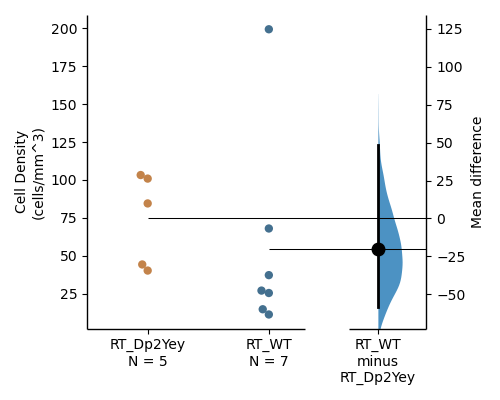 200
175
150
125
100
75
50
25
Cell Density
(cells/mm^3)
125
100
75
50
25
0
−25
−50
Mean difference
RT_Dp2Yey
N = 5
RT_WT
N = 7
RT_WT
minus
RT_Dp2Yey